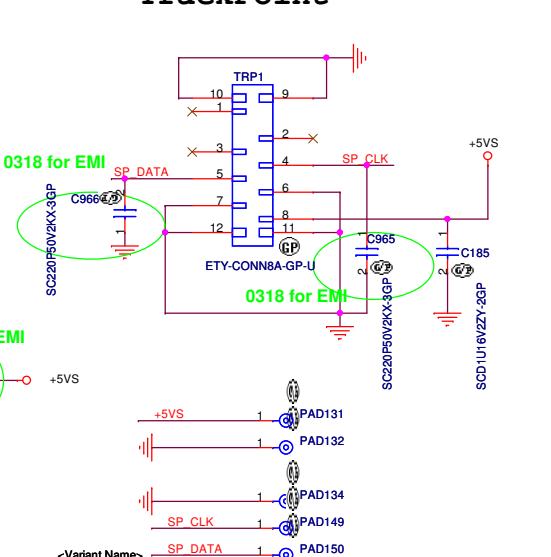 TRP1
10
9
1
2
3
4
SP_CLK
+5VS
0318 for EMI
SP_DATA
5
6
C966
2
1
SC220P50V2KX-3GP
7
8
12
11
GP
ETY-CONN8A-GP-U
C965
1
2
SC220P50V2KX-3GP
C185
1
2
SCD1U16V2ZY-2GP
0318 for EMI
EMI
+5VS
+5VS
1
PAD131
1
PAD132
1
PAD134
SP_CLK
1
PAD149
<Variant Name>
SP_DATA
1
PAD150